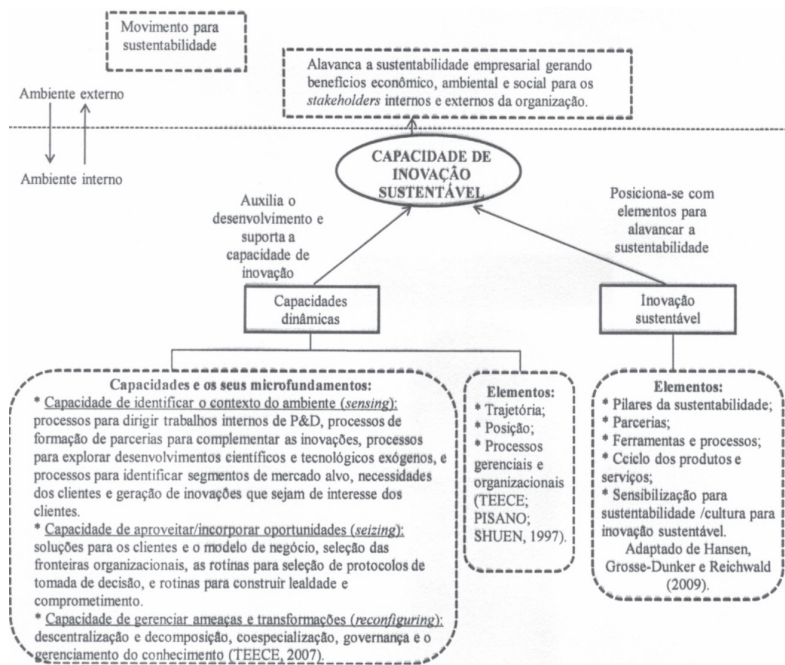 Movimento para
sustentabilidade
Alavanca a sustentabilidade empresarial gerando
benefícios econômico, ambiental e social para os
stakeholders internos e externos da organização.
Ambiente externo
Ambiente interno
CAPACIDADE DE
INOVAÇÃO
SUSTENTÁVEL
Auxilia o
desenvolvimento e
suporta a
capacidade de
inovação
Posiciona-se com
elementos para
alavancar a
sustentabilidade
Capacidades
dinâmicas
Inovação
sustentável
Capacidades e os seus microfundamentos:
* Capacidade de identificar o contexto do ambiente (sensing):
processos para dirigir trabalhos internos de P&D, processos
de formação de parcerias para complementar as inovações, processos
para explorar desenvolvimentos científicos e tecnológicos exógenos, e
processos para identificar segmentos de mercado alvo, necessidades
dos clientes e geração de inovações que sejam de interesse dos
clientes.
* Capacidade de aproveitar/incorporar oportunidades (seizing):
soluções para os clientes e o modelo de negócio, seleção das
fronteiras organizacionais, as rotinas para seleção de protocolos de
tomada de decisão, e rotinas para construir lealdade e
comprometimento.
* Capacidade de gerenciar ameaças e transformações (reconfiguring):
descentralização e decomposição, coespecialização, governança e o
gerenciamento do conhecimento (TEECE, 2007).
Elementos:
* Trajetória;
* Posição;
* Processos
gerenciais e
organizacionais
(TEECE;
PISANO;
SHUEN, 1997).
Elementos:
* Pilares da sustentabilidade;
* Parcerias;
* Ferramentas e processos;
* Cciclo dos produtos e
serviços;
* Sensibilização para
sustentabilidade /cultura para
inovação sustentável.
Adaptado de Hansen,
Grosse-Dunker e Reichwald
(2009).